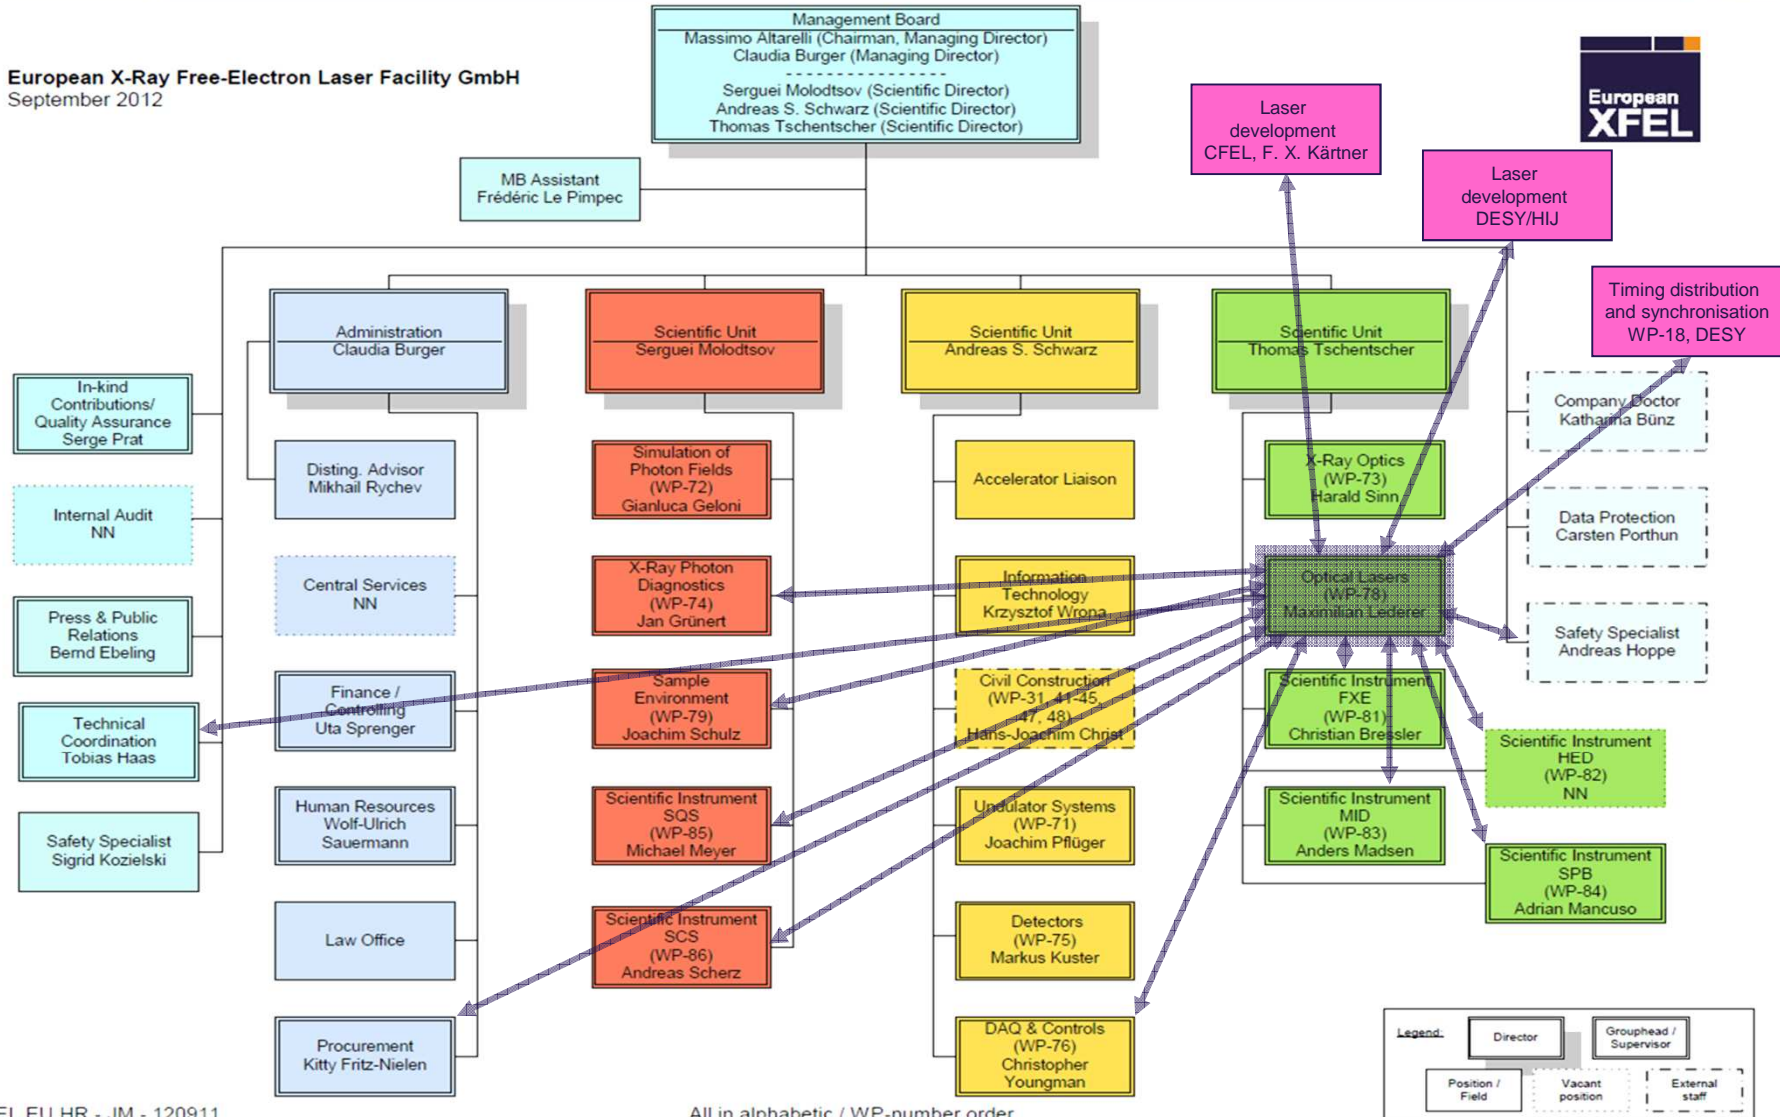 European X-Ray Free-Electron Laser Facility GmbH
September 2012
Management Board
Massimo Altarelli (Chairman, Managing Director)
Claudia Burger (Managing Director)
Serguei Molodtsov (Scientific Director)
Andreas S. Schwarz (Scientific Director)
Thomas Tschentscher (Scientific Director)
European
XFEL
Laser
development
CFEL, F. X. Kärtner
Laser
development
DESY/HIJ
Timing distribution
and synchronisation
WP-18, DESY
MB Assistant
Frédéric Le Pimpec
Administration
Claudia Burger
Scientific Unit
Serguei Molodtsov
Scientific Unit
Andreas S. Schwarz
Scientific Unit
Thomas Tschentscher
In-kind
Contributions/
Quality Assurance
Serge Prat
Internal Audit
NN
Press & Public
Relations
Bernd Ebeling
Technical
Coordination
Tobias Haas
Safety Specialist
Sigrid Kozielski
Disting. Advisor
Mikhail Rychev
Central Services
NN
Finance /
Controlling
Uta Sprenger
Human Resources
Wolf-Ulrich
Sauermann
Law Office
Procurement
Kitty Fritz-Nielen
Simulation of
Photon Fields
(WP-72)
Gianluca Geloni
X-Ray Photon
Diagnostics
(WP-74)
Jan Grünert
Sample
Environment
(WP-79)
Joachim Schulz
Scientific Instrument
SQS
(WP-85)
Michael Meyer
Scientific Instrument
SCS
(WP-86)
Andreas Scherz
Accelerator Liaison
Information
Technology
Krzysztof Wrona
Civil Construction
(WP-31, 41-45,
47, 48)
Hans-Joachim Christ
Undulator Systems
(WP-71)
Joachim Pflüger
Detectors
(WP-75)
Markus Kuster
DAQ & Controls
(WP-76)
Christopher
Youngman
X-Ray Optics
(WP-73)
Harald Sinn
Optical Lasers
(WP-78)
Maximilian Lederer
Scientific Instrument
FXE
(WP-81)
Christian Bressler
Scientific Instrument
MID
(WP-83)
Anders Madsen
Scientific Instrument
HED
(WP-82)
NN
Scientific Instrument
SPB
(WP-84)
Adrian Mancuso
Company Doctor
Katharina Bünz
Data Protection
Carsten Porthun
Safety Specialist
Andreas Hoppe
Legend:
Director
Grouphead /
Supervisor
Position /
Field
Vacant
position
External
staff
EU HR - JM - 120911
All in alphabetic / WP-number order